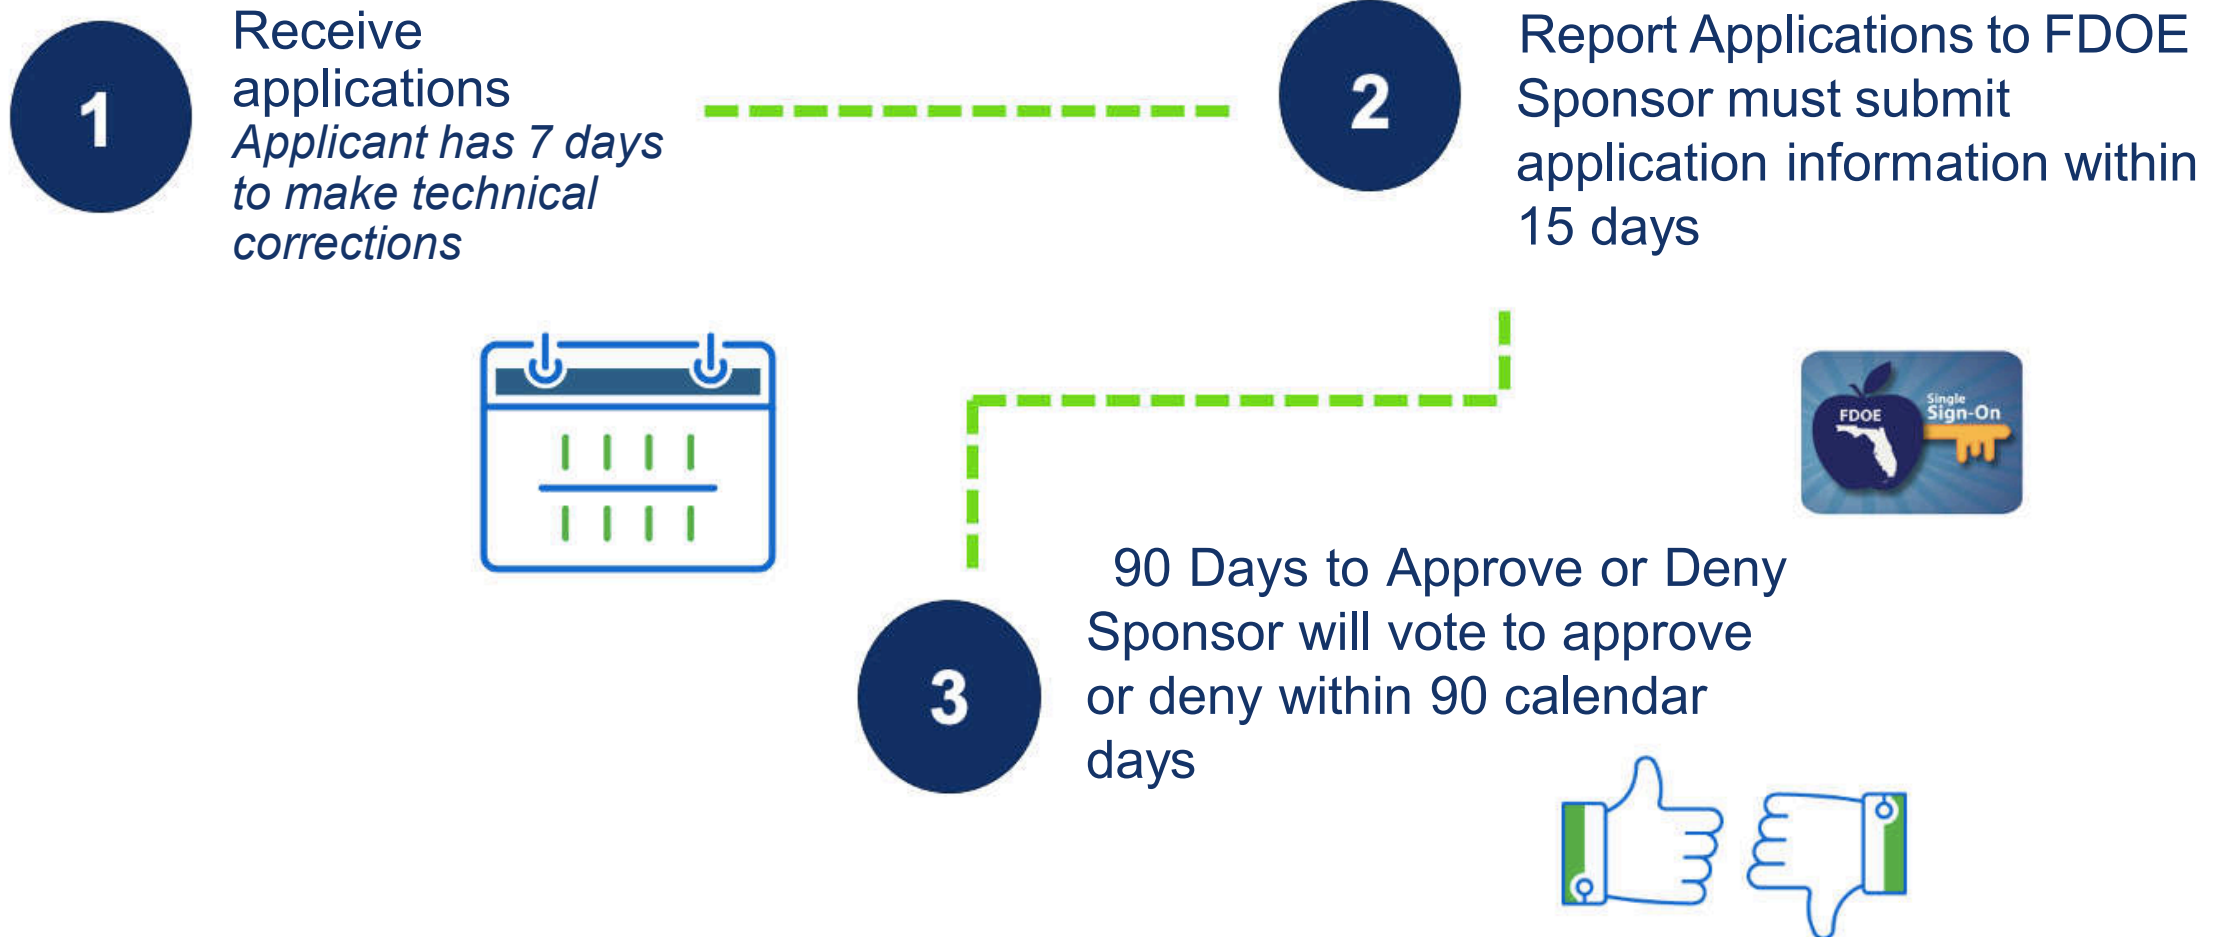 1
Receive
applications
Applicant has 7 days
to make technical
corrections
2
Report Applications to FDOE
Sponsor must submit
application information within
15 days
FDOE
Single
Sign-On
3
90 Days to Approve or Deny
Sponsor will vote to approve
or deny within 90 calendar
days